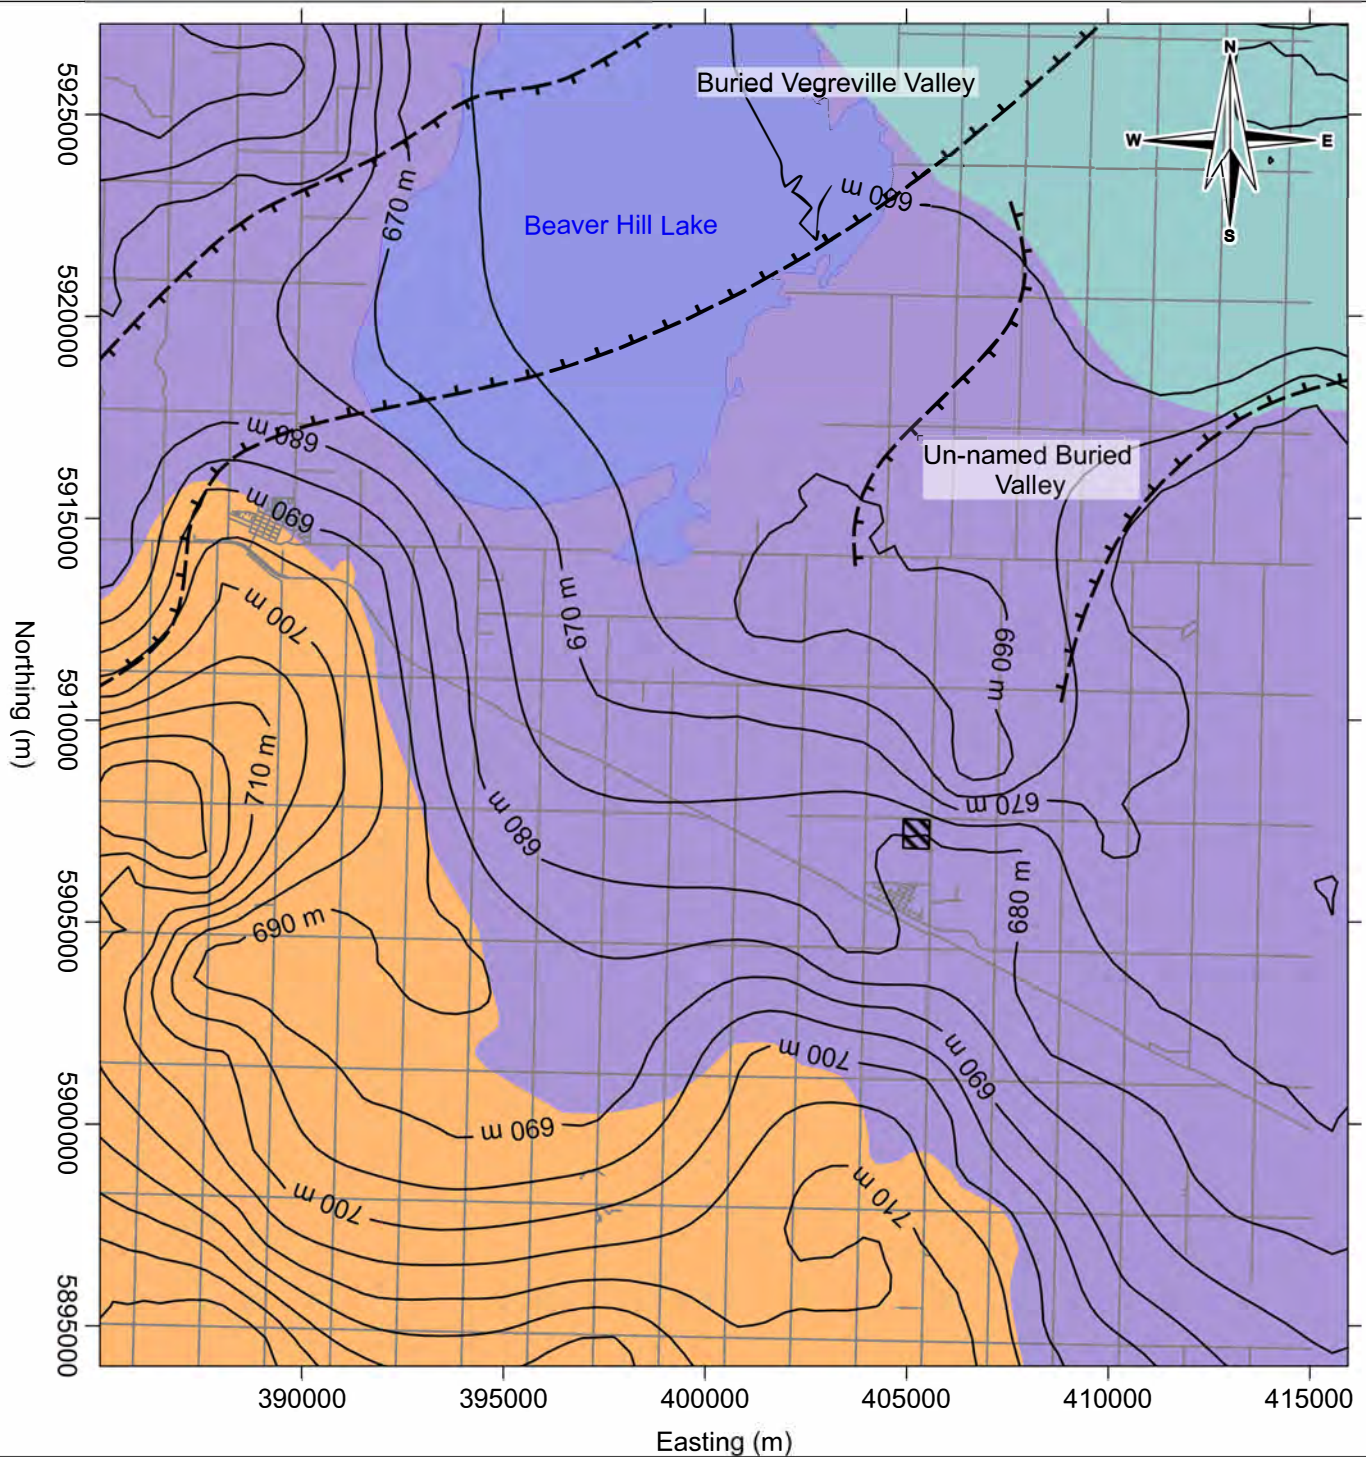 N
Buried Vegreville Valley
5925000
W
E
670 m
660 m
Beaver Hill Lake
S
5920000
680 m
Un-named Buried
Valley
690 m
5915000
700 m
670 m
660 m
Northing (m)
5910000
710 m
670 m
680 m
680 m
690 m
5905000
700 m
690 m
690 m
5900000
700 m
710 m
5895000
390000
395000
400000
405000
410000
415000
Easting (m)